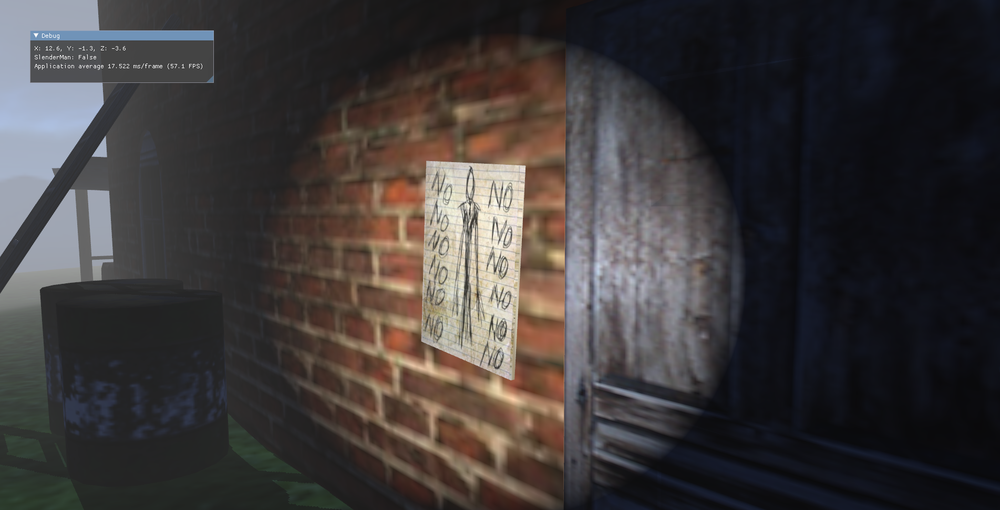 Debug
X: 12.6, Y: -1.3, Z: -3.6
SlenderMan: False
Application average 17.522 ms/frame (57.1 FPS)
NO NO
NO NO
NO NO
NO NO
NO NO
NO NO